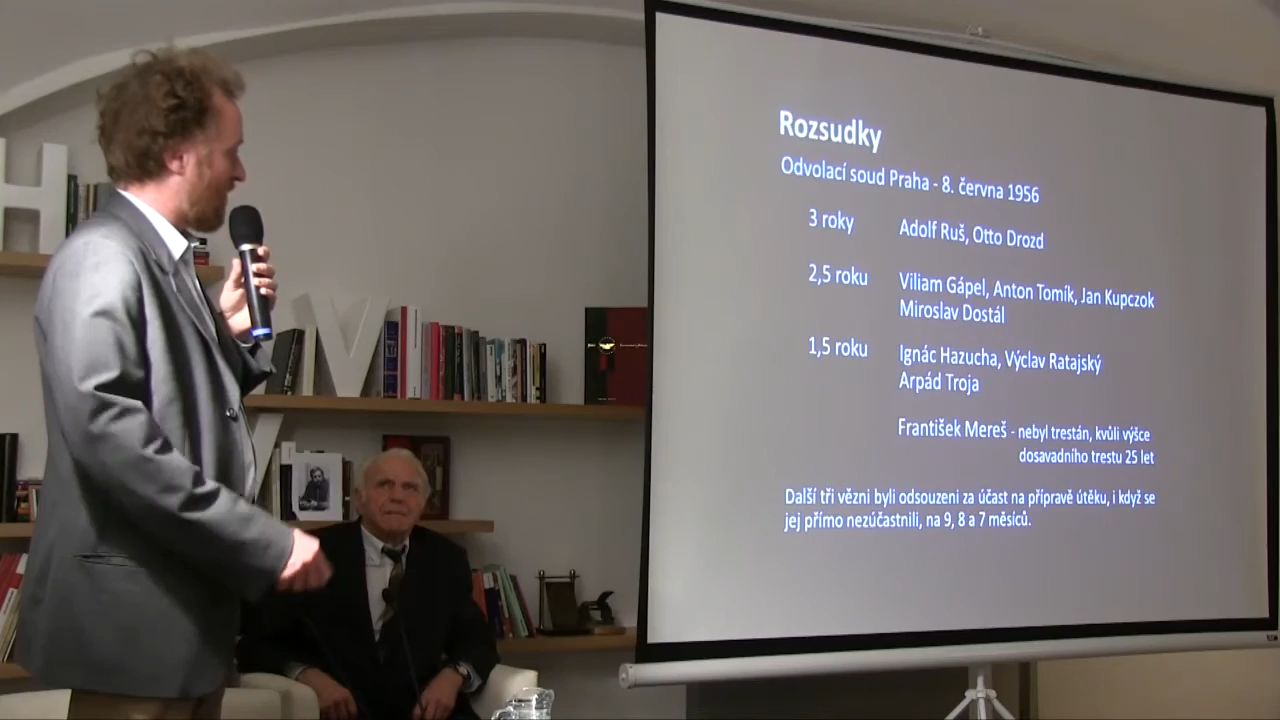 H
V
Rozsudky
Odvolací soud Praha - 8. června 1956
3 roky Adolf Ruš, Otto Drozd
2,5 roku Viliam Gápel, Anton Tomík, Jan Kupczok
Miroslav Dostál
1,5 roku Ignác Hazucha, Výclav Ratajský
Arpád Troja
František Mereš - nebyl trestán, kvůli výšce
dosavadního trestu 25 let
Další tři vězni byli odsouzeni za účast na přípravě útěku, i když se
jej přímo nezúčastnili, na 9, 8 a 7 měsíců.